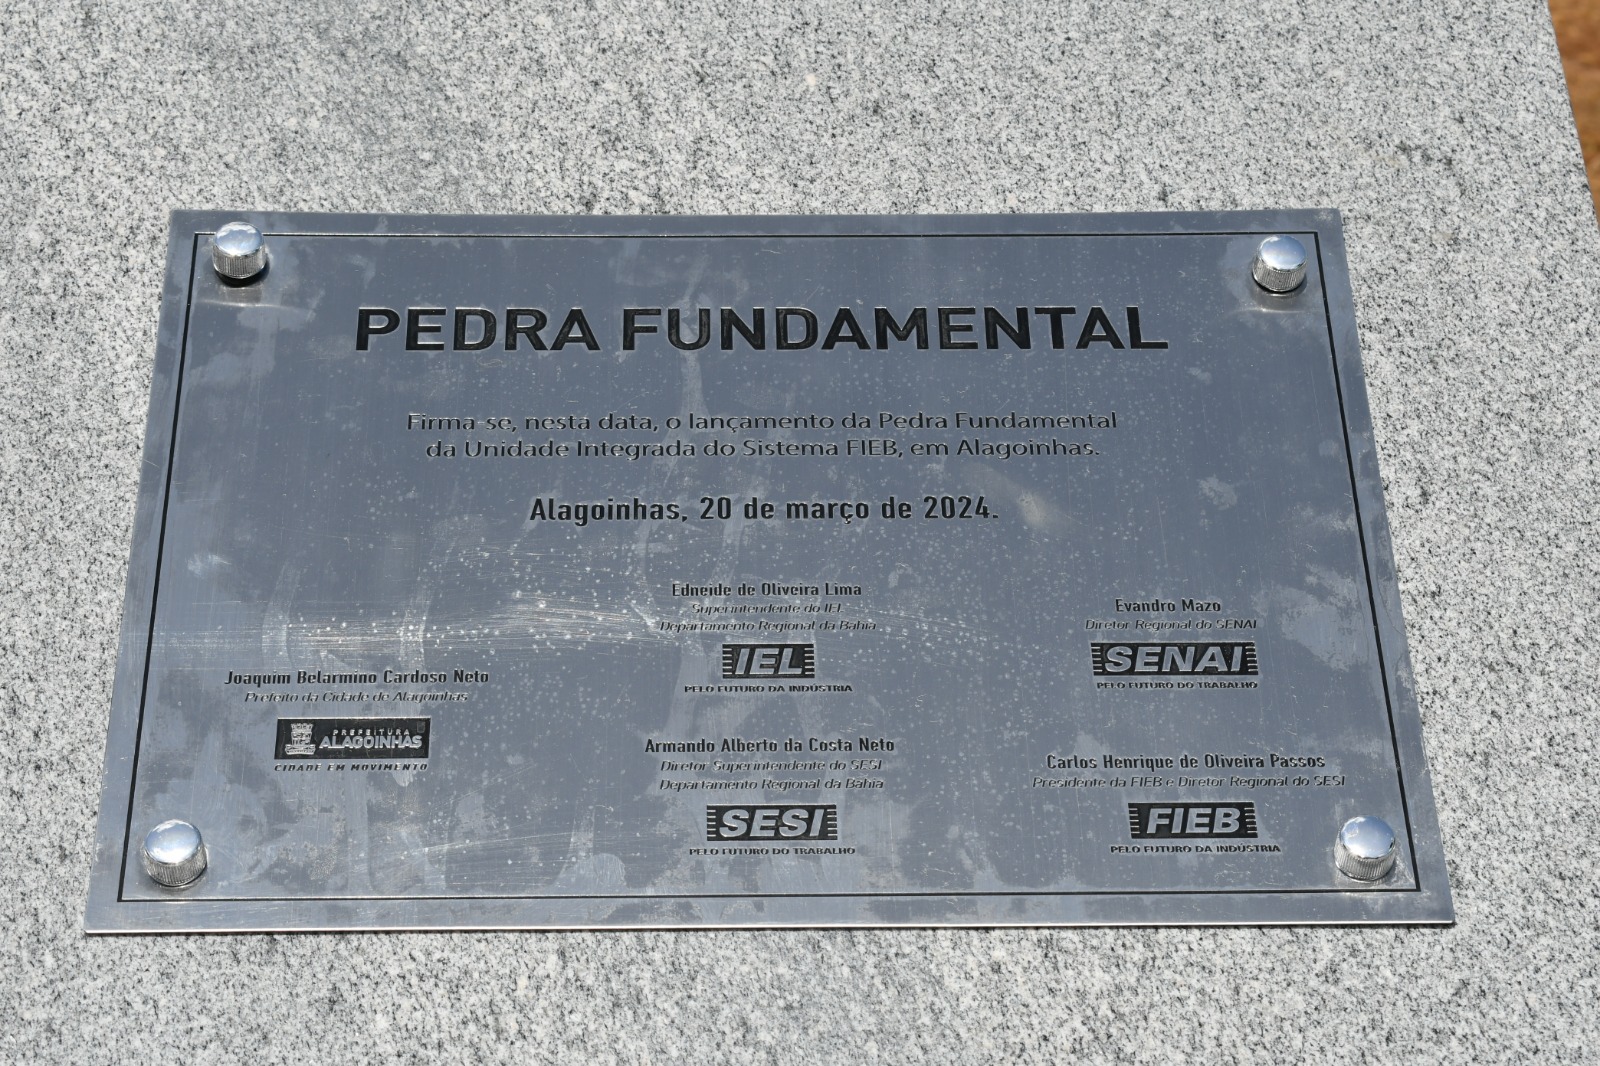 PEDRA FUNDAMENTAL
Firma-se, nesta data, o lançamento da Pedra Fundamental
da Unidade Integrada do Sistema FIEB, em Alagoinhas.
Alagoinhas, 20 de março de 2024.
Joaquim Belarmino Cardoso Neto
Prefeito da Cidade de Alagoinhas
PREFEITURA
ALAGOINHAS
CIDADE EM MOVIMENTO
Edneide de Oliveira Lima
Superintendente do IEL
Departamento Regional da Bahia
IEL
PELO FUTURO DA INDÚSTRIA
Armando Alberto da Costa Neto
Diretor Superintendente do SESI
Departamento Regional da Bahia
SESI
PELO FUTURO DO TRABALHO
Evandro Mazo
Diretor Regional do SENAI
SENAI
PELO FUTURO DO TRABALHO
Carlos Henrique de Oliveira Passos
Presidente da FIEB e Diretor Regional do SESI
FIEB
PELO FUTURO DA INDÚSTRIA